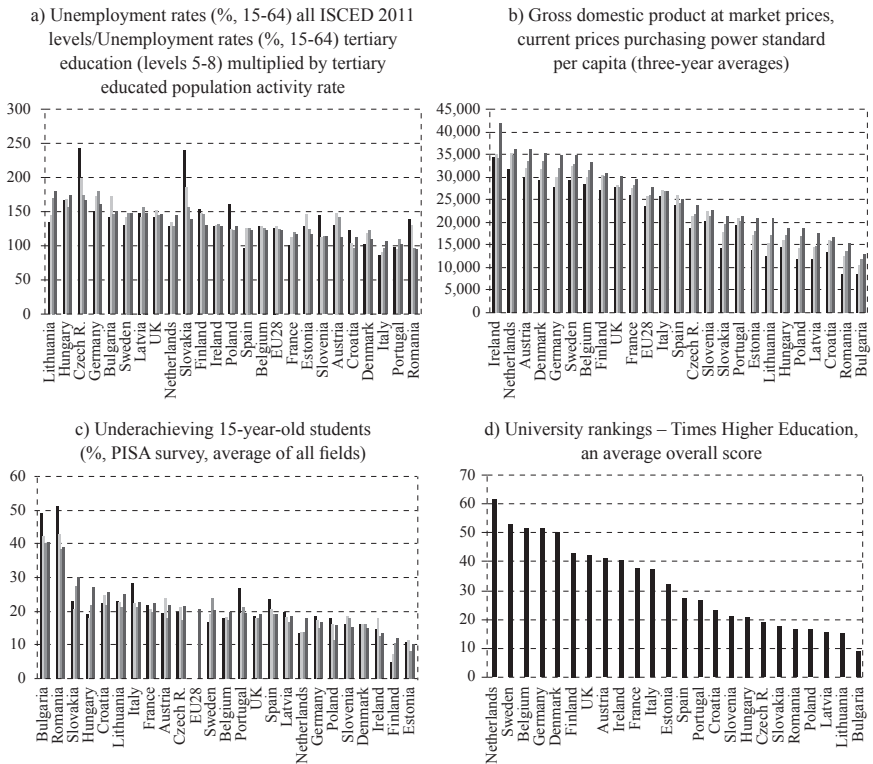 a) Unemployment rates (%, 15-64) all ISCED 2011
levels/Unemployment rates (%, 15-64) tertiary
education (levels 5-8) multiplied by tertiary
educated population activity rate
300
250
200
150
100
50
0
Lithuania
Hungary
Czech R.
Germany
Bulgaria
Sweden
Latvia
UK
Netherlands
Slovakia
Finland
Ireland
Poland
Spain
Belgium
EU28
France
Estonia
Slovenia
Austria
Croatia
Denmark
Italy
Portugal
Romania
b) Gross domestic product at market prices,
current prices purchasing power standard
per capita (three-year averages)
45,000
40,000
35,000
30,000
25,000
20,000
15,000
10,000
5,000
0
Ireland
Netherlands
Austria
Denmark
Germany
Sweden
Belgium
Finland
UK
France
EU28
Italy
Spain
Czech R.
Slovenia
Slovakia
Portugal
Estonia
Lithuania
Hungary
Poland
Latvia
Croatia
Romania
Bulgaria
c) Underachieving 15-year-old students
(%, PISA survey, average of all fields)
60
50
40
30
20
10
0
Bulgaria
Romania
Slovakia
Hungary
Croatia
Lithuania
Italy
France
Austria
Czech R.
EU28
Sweden
Belgium
Portugal
UK
Spain
Latvia
Netherlands
Germany
Poland
Slovenia
Denmark
Ireland
Finland
Estonia
d) University rankings – Times Higher Education,
an average overall score
70
60
50
40
30
20
10
0
Netherlands
Sweden
Belgium
Germany
Denmark
Finland
UK
Austria
Ireland
France
Italy
Estonia
Spain
Portugal
Croatia
Slovenia
Hungary
Czech R.
Slovakia
Romania
Poland
Latvia
Lithuania
Bulgaria